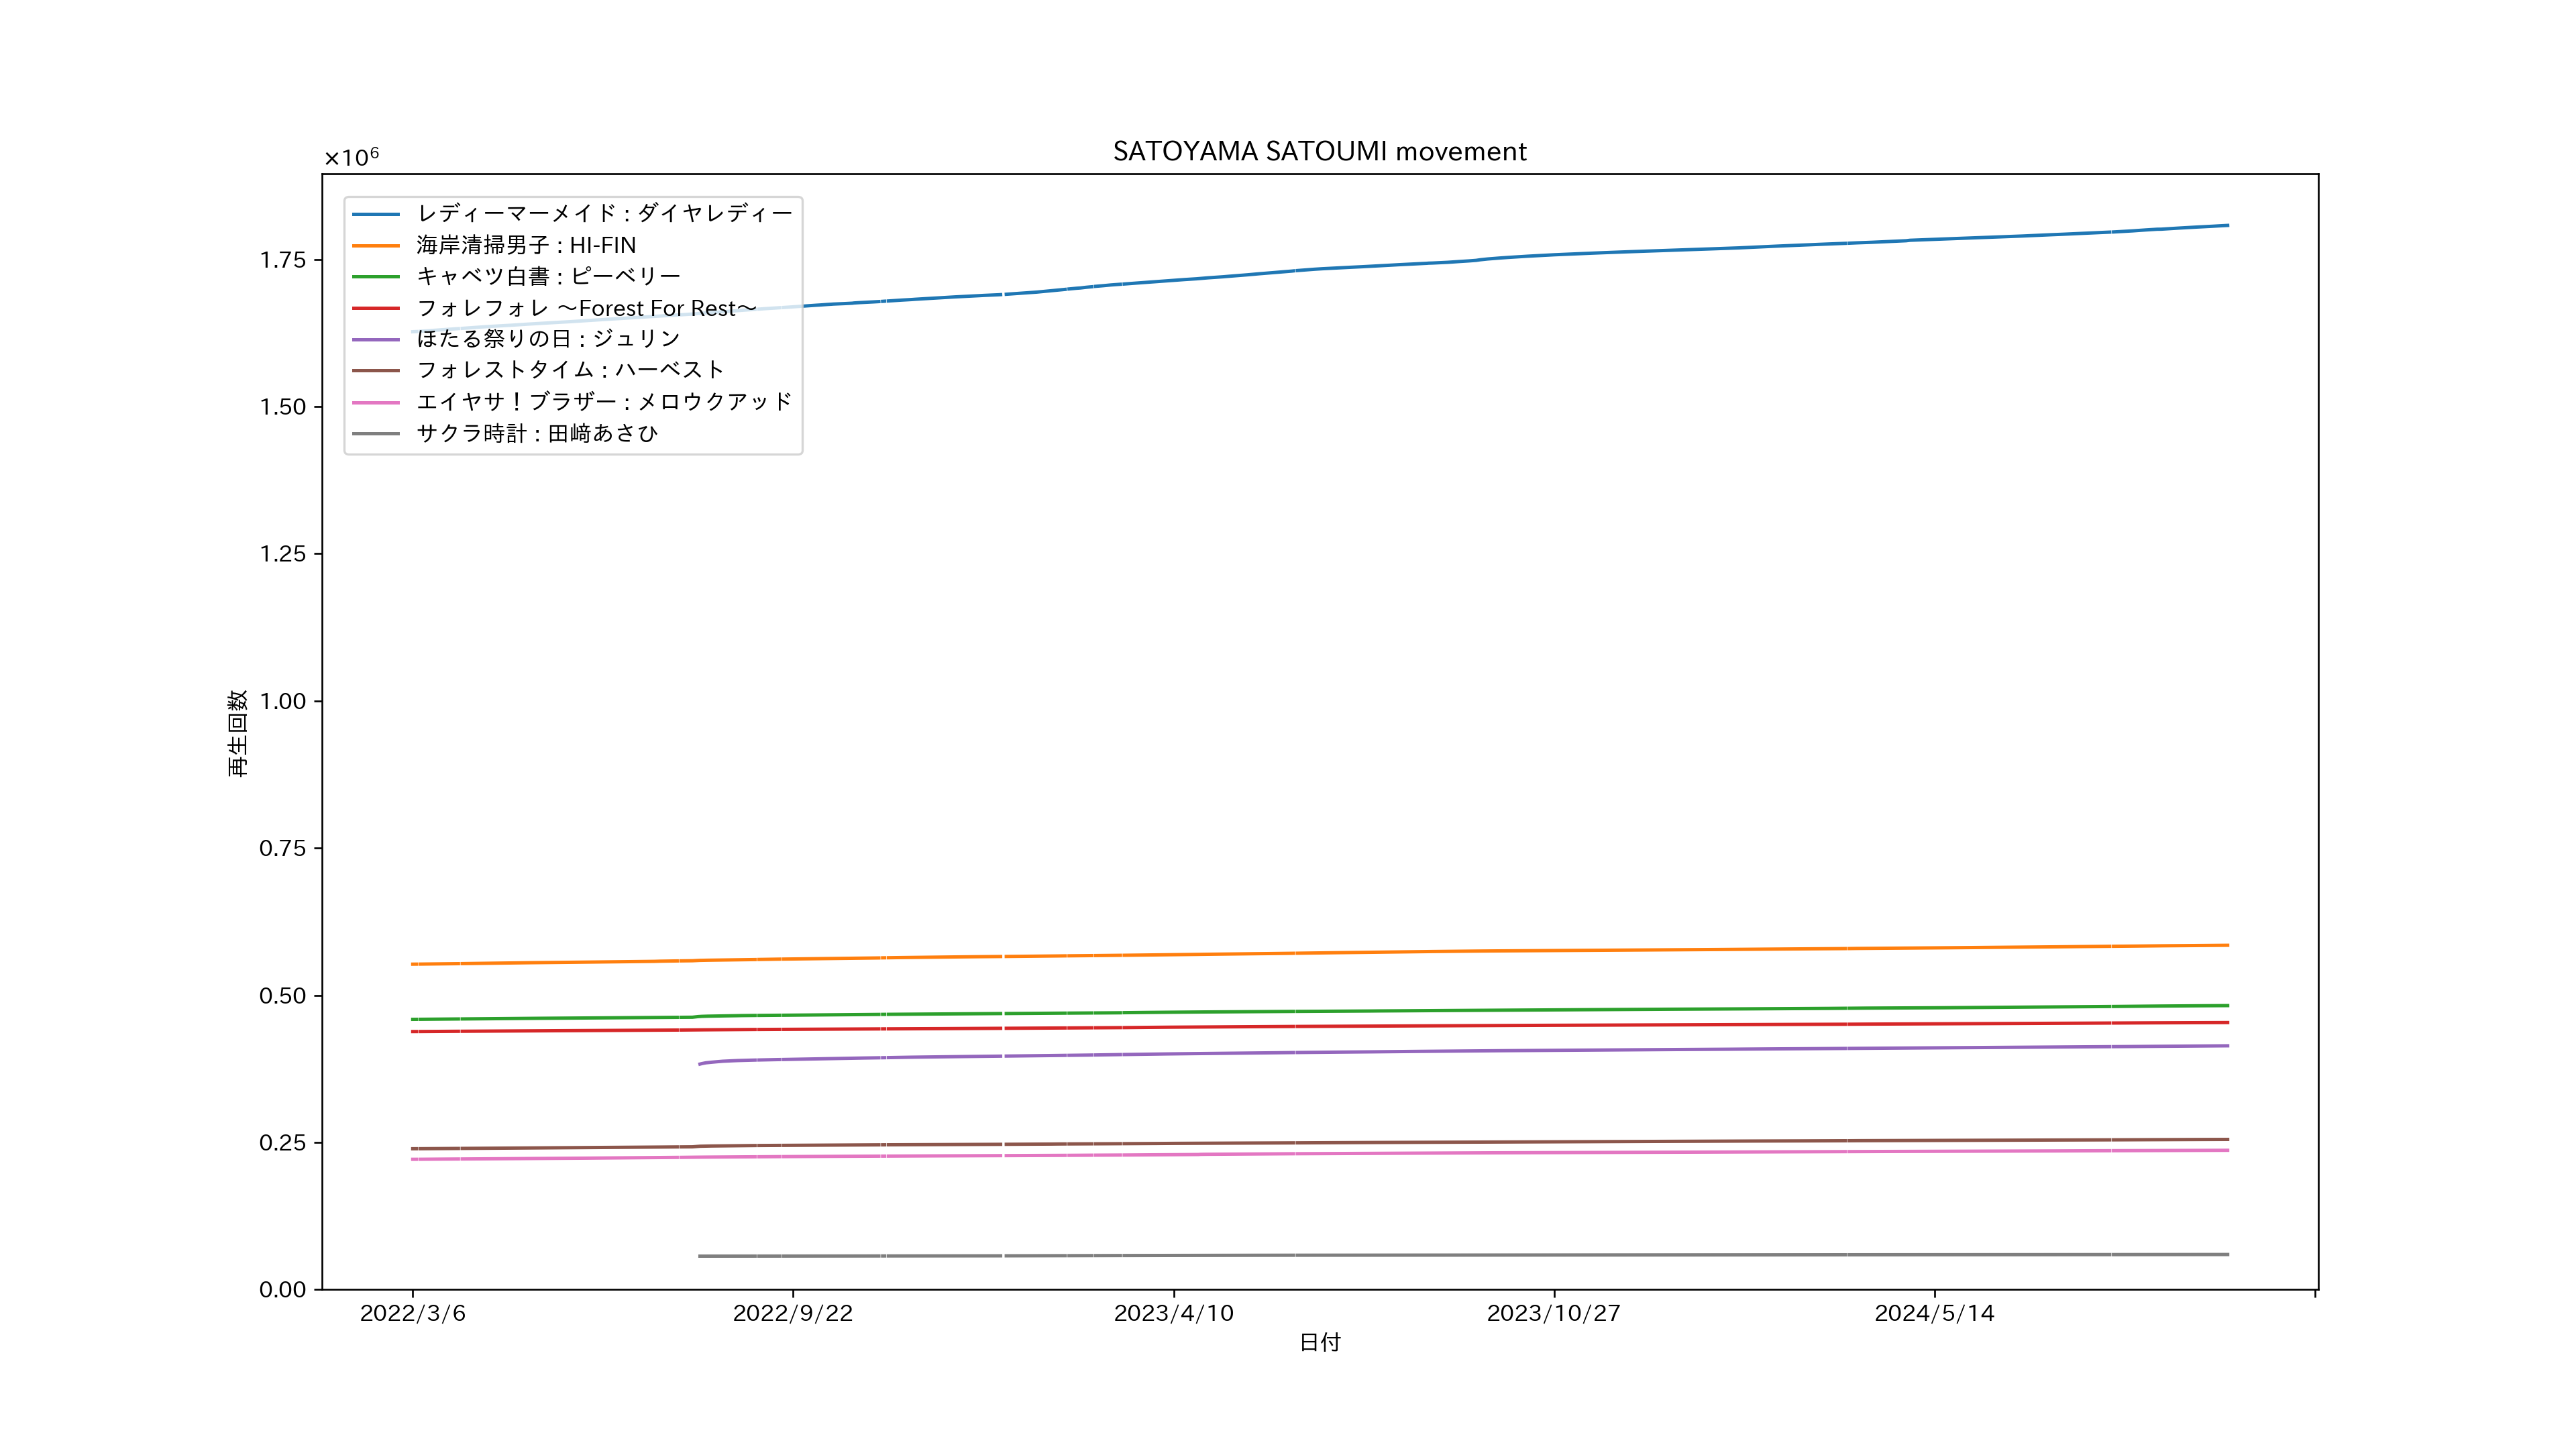 SATOYAMA SATOUMI movement
×10⁶
レディーマーメイド : ダイヤレディー
海岸清掃男子 : HI-FIN
キャベツ白書 : ピーベリー
フォレフォレ ～Forest For Rest～
ほたる祭りの日 : ジュリン
フォレストタイム : ハーベスト
エイヤサ！ブラザー : メロウクアッド
サクラ時計 : 田﨑あさひ
1.75
1.50
1.25
1.00
0.75
0.50
0.25
0.00
再生回数
2022/3/6
2022/9/22
2023/4/10
2023/10/27
2024/5/14
日付